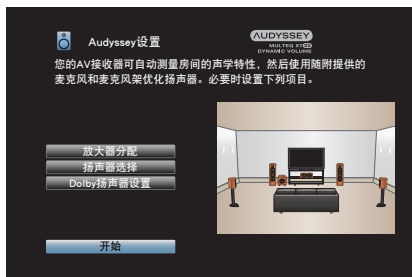 Audyssey设置
AUDYSSEY
MULTEQ XT32
DYNAMIC VOLUME
您的AV接收器可自动测量房间的声学特性，然后使用随附提供的
麦克风和麦克风架优化扬声器。必要时设置下列项目。
放大器分配
扬声器选择
Dolby扬声器设置
开始